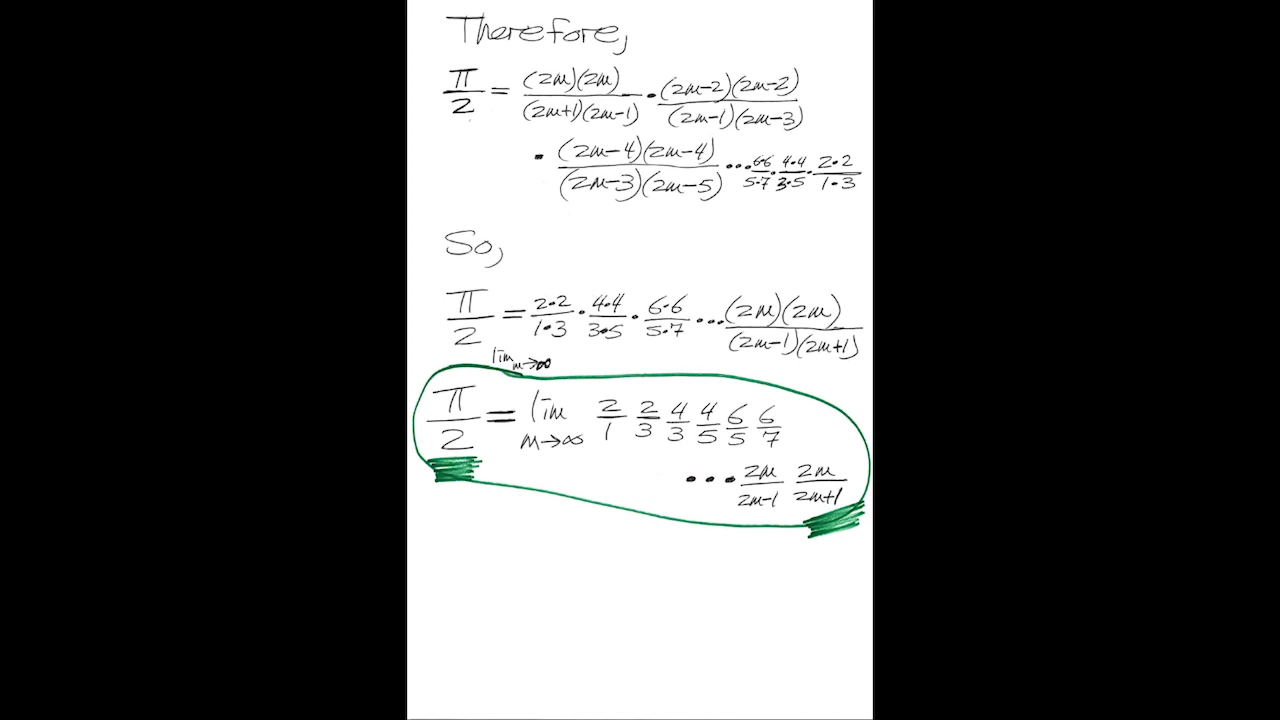 Therefore,
π/2 = (2m)(2m)/(2m+1)(2m-1) • (2m-2)(2m-2)/(2m-1)(2m-3)
• (2m-4)(2m-4)/(2m-3)(2m-5) ••• 6•6/5•7 • 4•4/3•5 • 2•2/1•3
So,
π/2 = 2•2/1•3 • 4•4/3•5 • 6•6/5•7 ••• (2m)(2m)/(2m-1)(2m+1)
lim m→∞
π/2 = lim m→∞ 2/1 2/3 4/3 4/5 6/5 6/7
••• 2m/2m-1 2m/2m+1